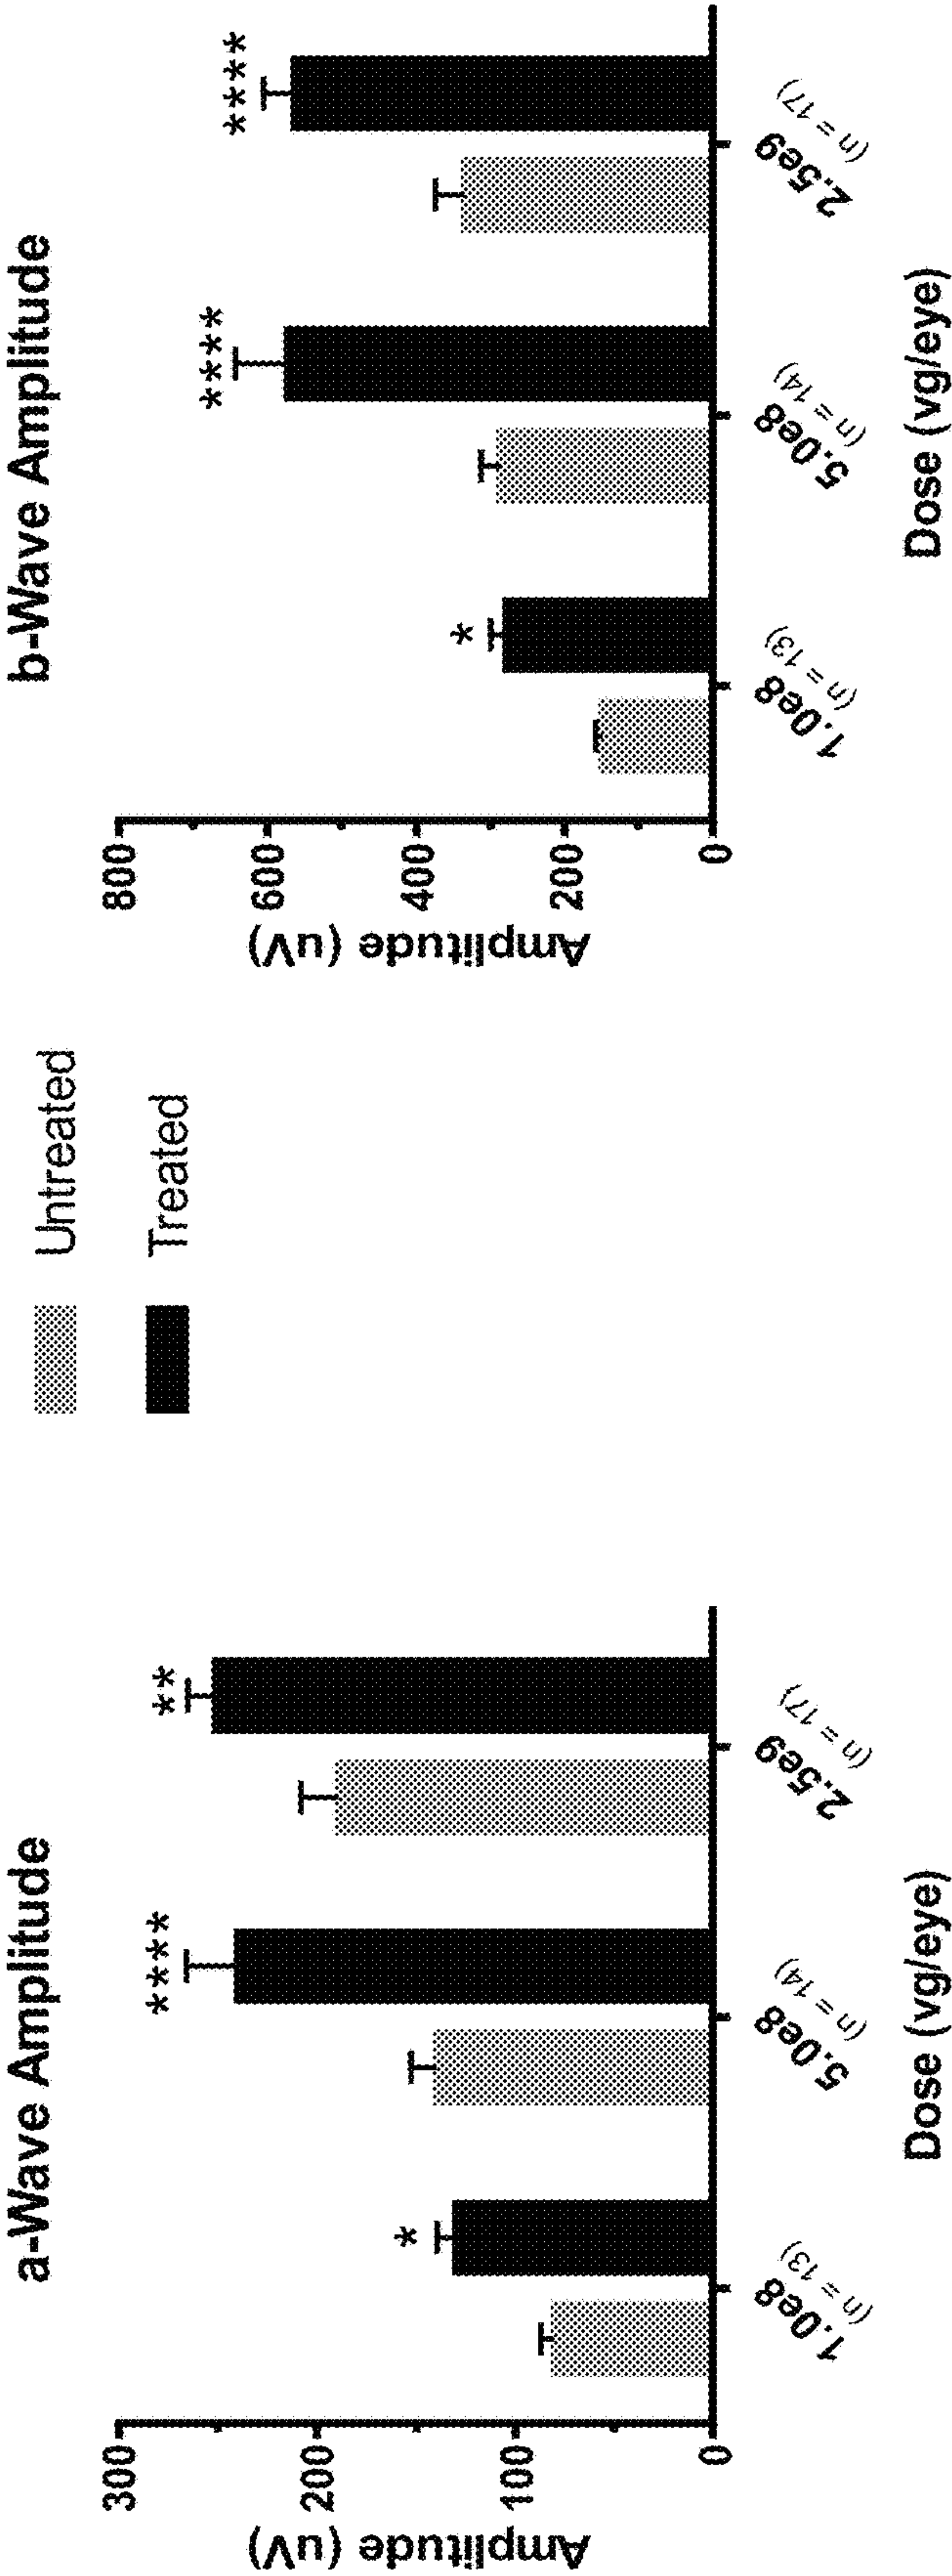 a-Wave Amplitude
Amplitude (uV)
300
200
100
0
*
****
**
1.0e8
(n = 13)
5.0e8
(n = 14)
2.5e9
(n = 17)
Dose (vg/eye)
Untreated
Treated
b-Wave Amplitude
Amplitude (uV)
800
600
400
200
0
*
****
****
1.0e8
(n = 13)
5.0e8
(n = 14)
2.5e9
(n = 17)
Dose (vg/eye)